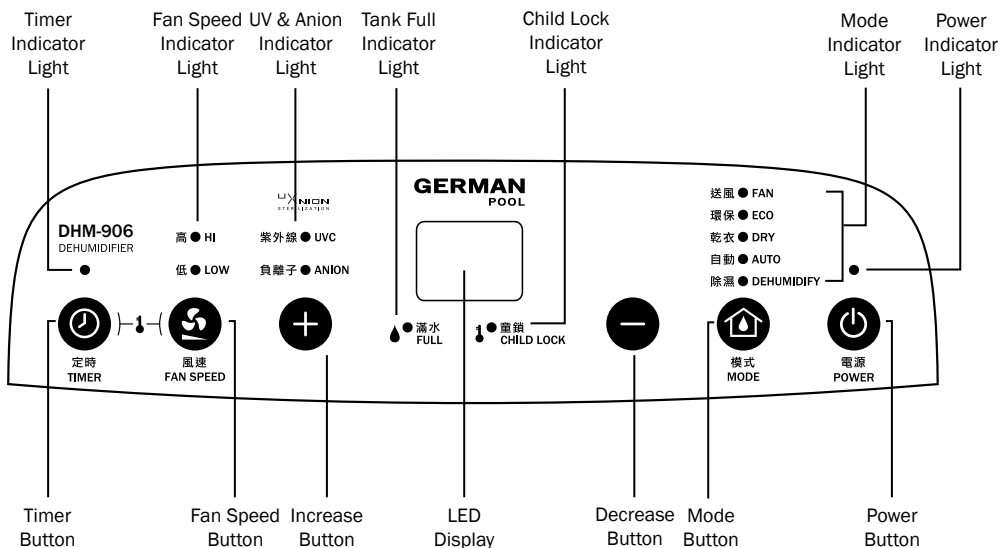 Timer
Indicator
Light
Fan Speed
Indicator
Light
UV & Anion
Indicator
Light
Tank Full
Indicator
Light
Child Lock
Indicator
Light
Mode
Indicator
Light
Power
Indicator
Light
GERMAN
POOL
UXNION
STERILIZATION
DHM-906
DEHUMIDIFIER
高 HI
低 LOW
紫外線 UVC
負離子 ANION
送風 FAN
環保 ECO
乾衣 DRY
自動 AUTO
除濕 DEHUMIDIFY
滿水
FULL
童鎖
CHILD LOCK
定時
TIMER
風速
FAN SPEED
模式
MODE
電源
POWER
Timer
Button
Fan Speed
Button
Increase
Button
LED
Display
Decrease
Button
Mode
Button
Power
Button